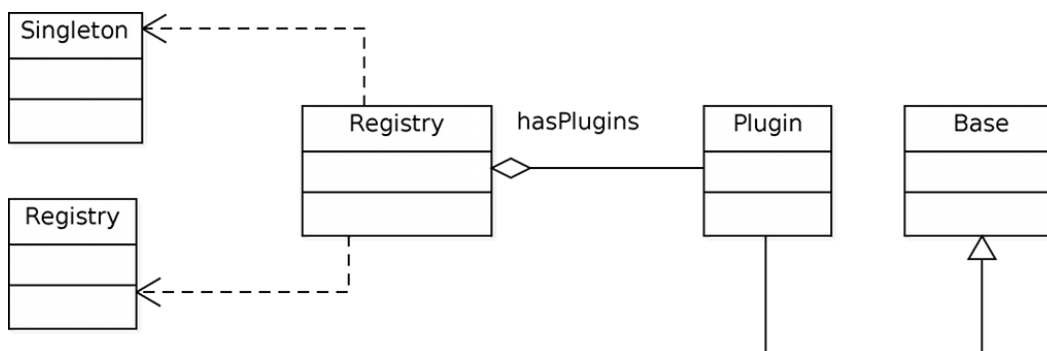 Singleton
Registry
hasPlugins
Plugin
Base
Registry